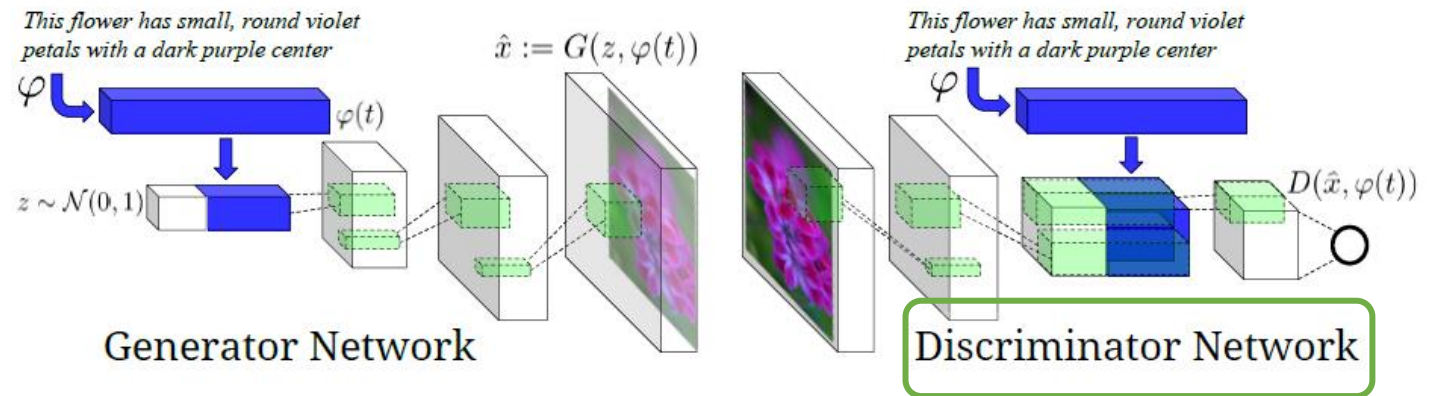 This flower has small, round violet
petals with a dark purple center
φ
φ(t)
z ∼ 𝒩(0, 1)
x̂ := G(z, φ(t))
Generator Network
This flower has small, round violet
petals with a dark purple center
φ
D(x̂, φ(t))
Discriminator Network